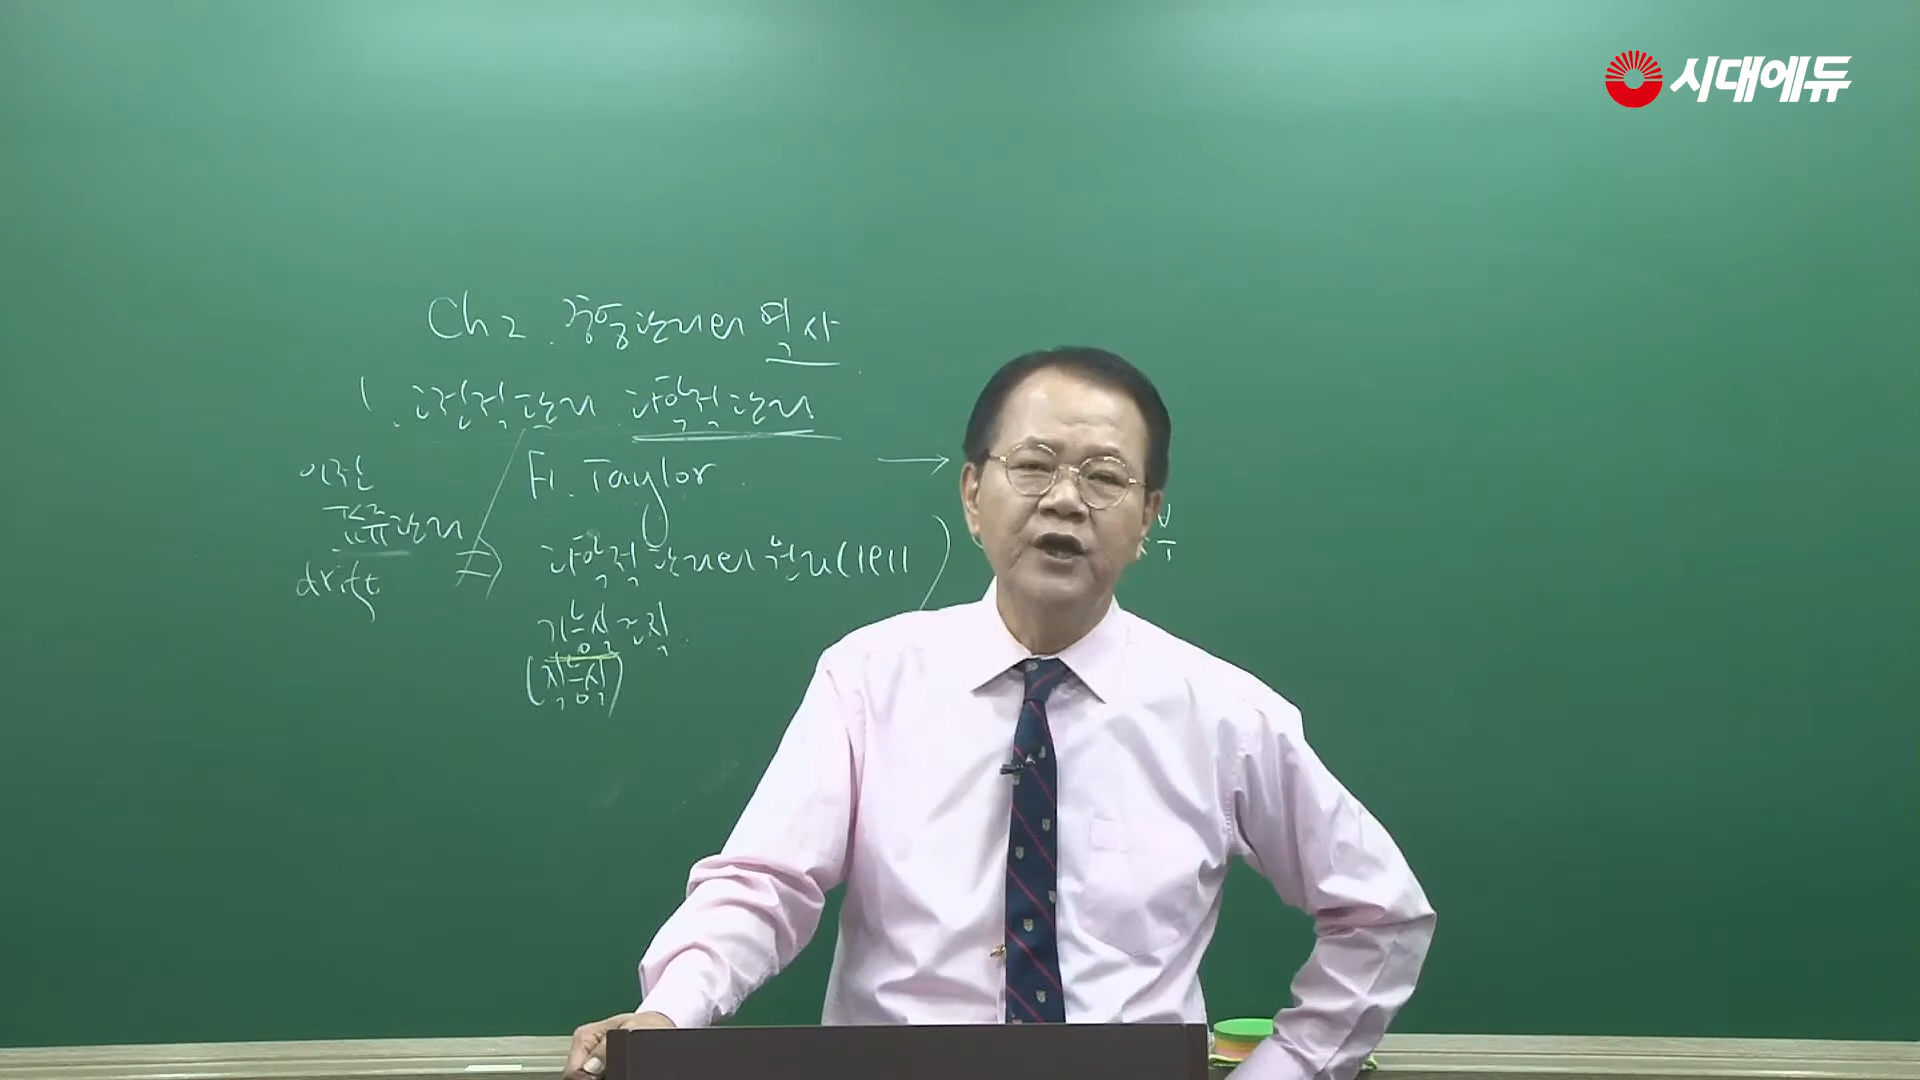 시대에듀
Ch 2. 경영관리의 역사
1. 고전적 관리 과학적 관리
이전
표류관리
drift
F. Taylor
과학적 관리의 원리 (1911)
기능식 조직
(직능식)